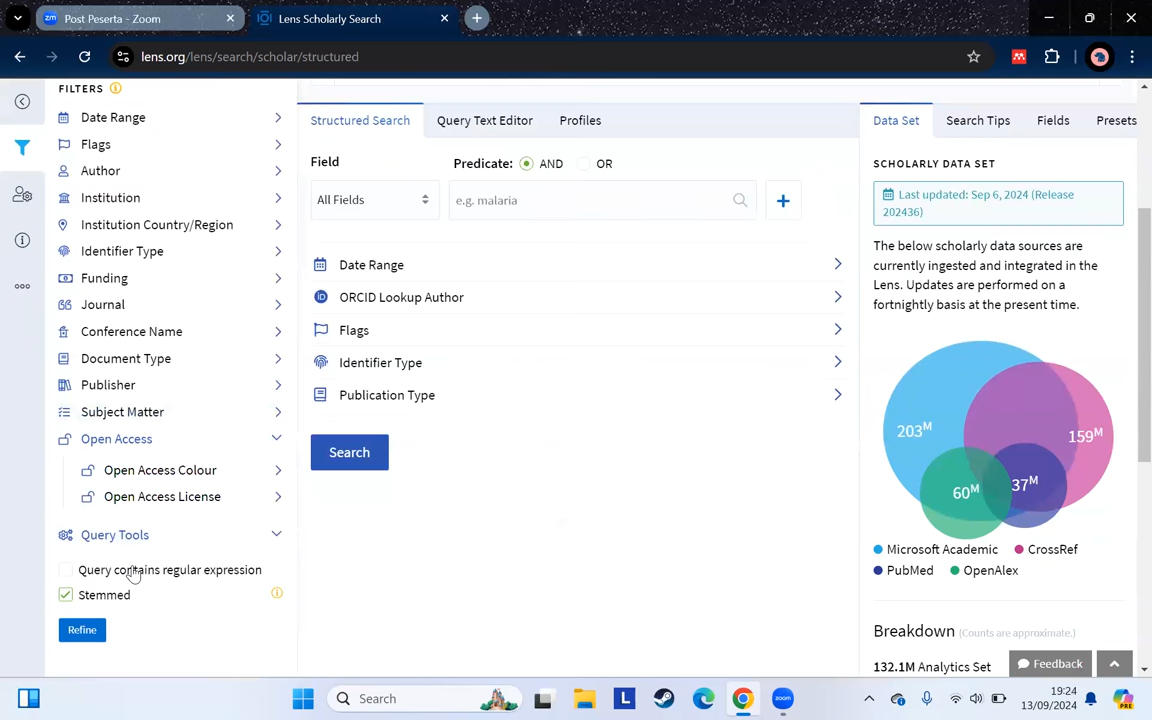 Post Peserta - Zoom
Lens Scholarly Search
lens.org/lens/search/scholar/structured
FILTERS
Date Range
Flags
Author
Institution
Institution Country/Region
Identifier Type
Funding
Journal
Conference Name
Document Type
Publisher
Subject Matter
Open Access
Open Access Colour
Open Access License
Query Tools
Query contains regular expression
Stemmed
Refine
Structured Search
Query Text Editor
Profiles
Field
Predicate: AND OR
All Fields
e.g. malaria
Date Range
ORCID Lookup Author
Flags
Identifier Type
Publication Type
Search
Data Set
Search Tips
Fields
Presets
SCHOLARLY DATA SET
Last updated: Sep 6, 2024 (Release
202436)
The below scholarly data sources are
currently ingested and integrated in the
Lens. Updates are performed on a
fortnightly basis at the present time.
203M
159M
60M
37M
Microsoft Academic CrossRef
PubMed OpenAlex
Breakdown (Counts are approximate.)
132.1M Analytics Set
Feedback
Search
19:24
13/09/2024